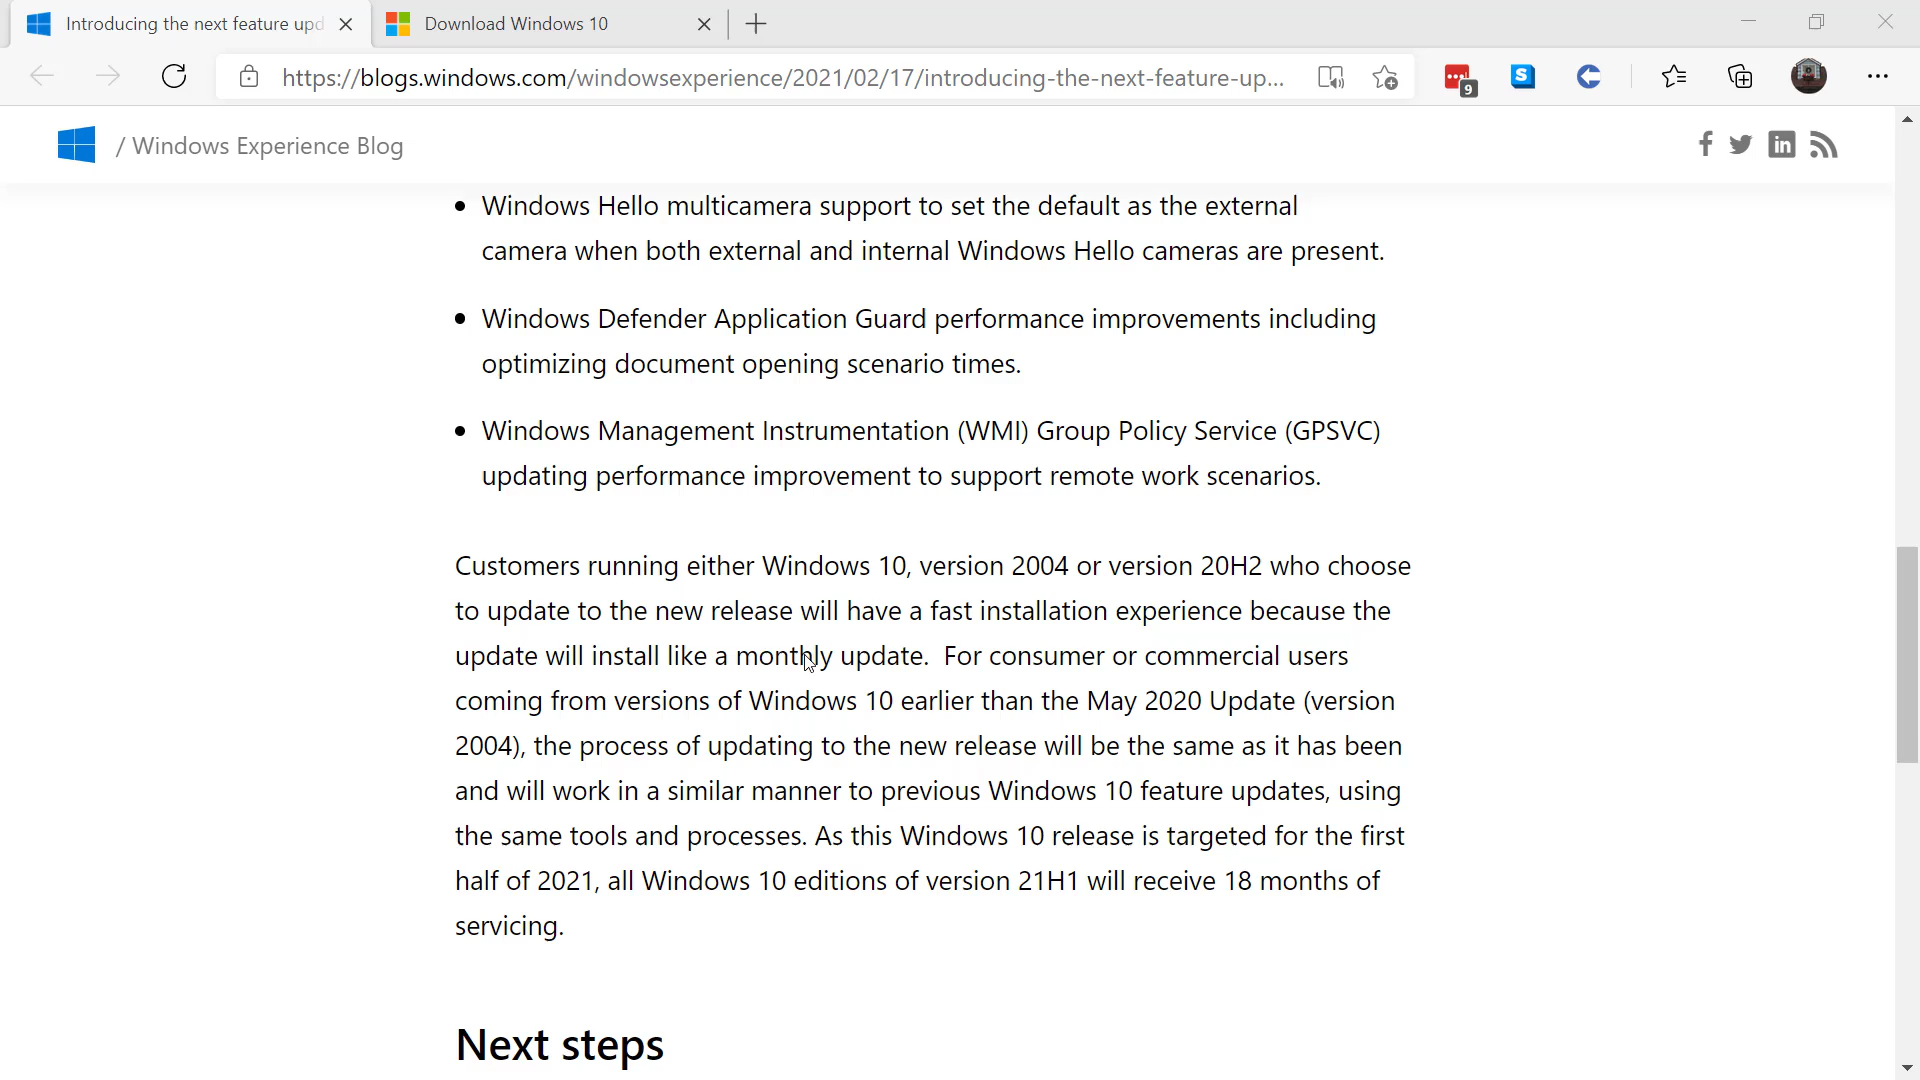 Introducing the next feature upd
Download Windows 10
https://blogs.windows.com/windowsexperience/2021/02/17/introducing-the-next-feature-up...
9
S
/ Windows Experience Blog
f
in
• Windows Hello multicamera support to set the default as the external
camera when both external and internal Windows Hello cameras are present.
• Windows Defender Application Guard performance improvements including
optimizing document opening scenario times.
• Windows Management Instrumentation (WMI) Group Policy Service (GPSVC)
updating performance improvement to support remote work scenarios.
Customers running either Windows 10, version 2004 or version 20H2 who choose
to update to the new release will have a fast installation experience because the
update will install like a monthly update.  For consumer or commercial users
coming from versions of Windows 10 earlier than the May 2020 Update (version
2004), the process of updating to the new release will be the same as it has been
and will work in a similar manner to previous Windows 10 feature updates, using
the same tools and processes. As this Windows 10 release is targeted for the first
half of 2021, all Windows 10 editions of version 21H1 will receive 18 months of
servicing.
Next steps